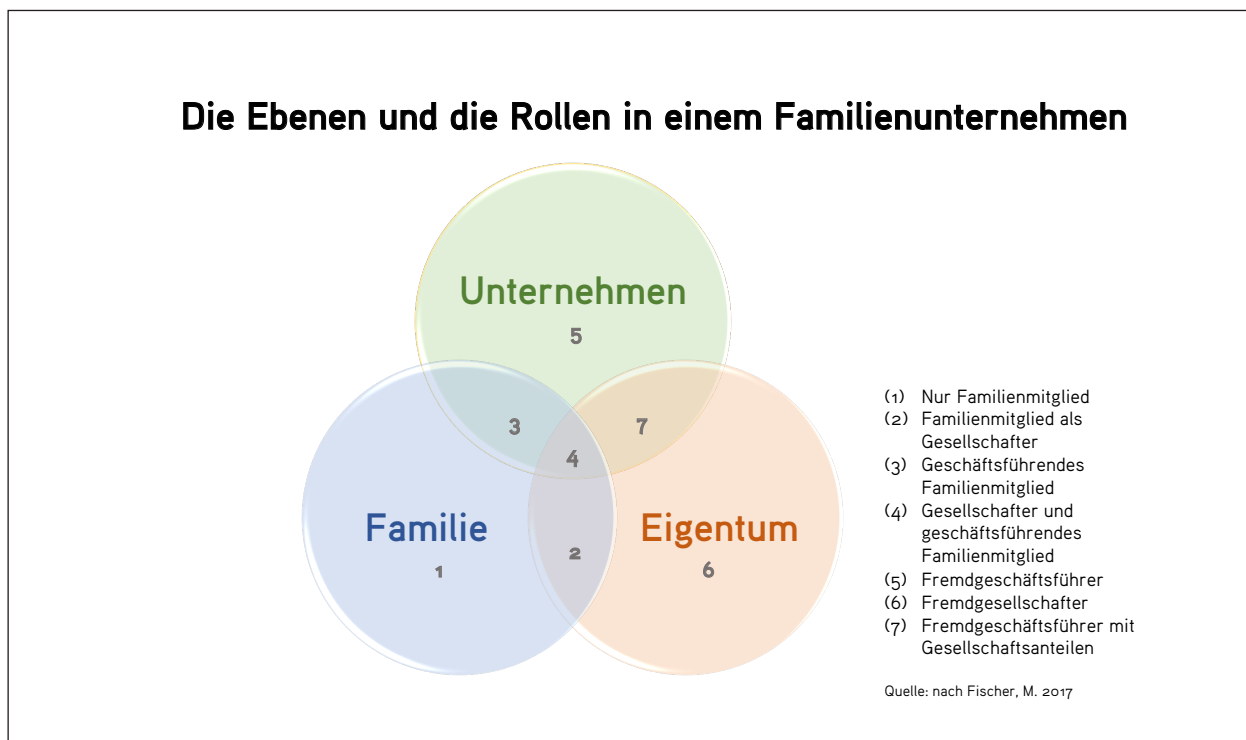 Die Ebenen und die Rollen in einem Familienunternehmen
Unternehmen
5
3
7
4
Familie
1
2
Eigentum
6
(1) Nur Familienmitglied
(2) Familienmitglied als
Gesellschafter
(3) Geschäftsführendes
Familienmitglied
(4) Gesellschafter und
geschäftsführendes
Familienmitglied
(5) Fremdgeschäftsführer
(6) Fremdgesellschafter
(7) Fremdgeschäftsführer mit
Gesellschaftsanteilen
Quelle: nach Fischer, M. 2017